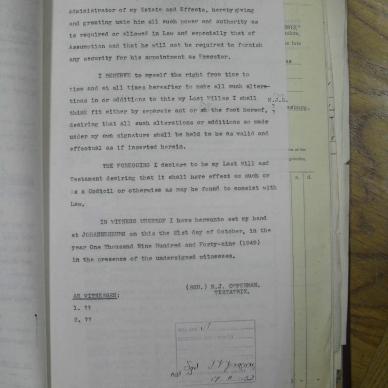 Administrator of my Estate and Effects, hereby giving
and granting unto him all such power and authority as
is required or allowed in Law and especially that of
Assumption and that he will not be required to furnish
any security for his appointment as Executor.
I RESERVE to myself the right from time to
time and at all times hereafter to make all such altera-
tions in or additions to this my Last Will as I shall
think fit either by separate act or at the foot hereof,
desiring that all such alterations or additions so made
under my own signature shall be held to be as valid and
effectual as if inserted herein.
THE FOREGOING I declare to be my Last Will and
Testament desiring that it shall have effect as such or
as a Codicil or otherwise as may be found to consist with
Law.
IN WITNESS WHEREOF I have hereunto set my hand
at JOHANNESBURG on this the 21st day of October, in the
year One Thousand Nine Hundred and Forty-nine (1949)
in the presence of the undersigned witnesses.
(SGD.)
TESTATRIX.
AS WITNESSES:
1. ??
2. ??
Sgd